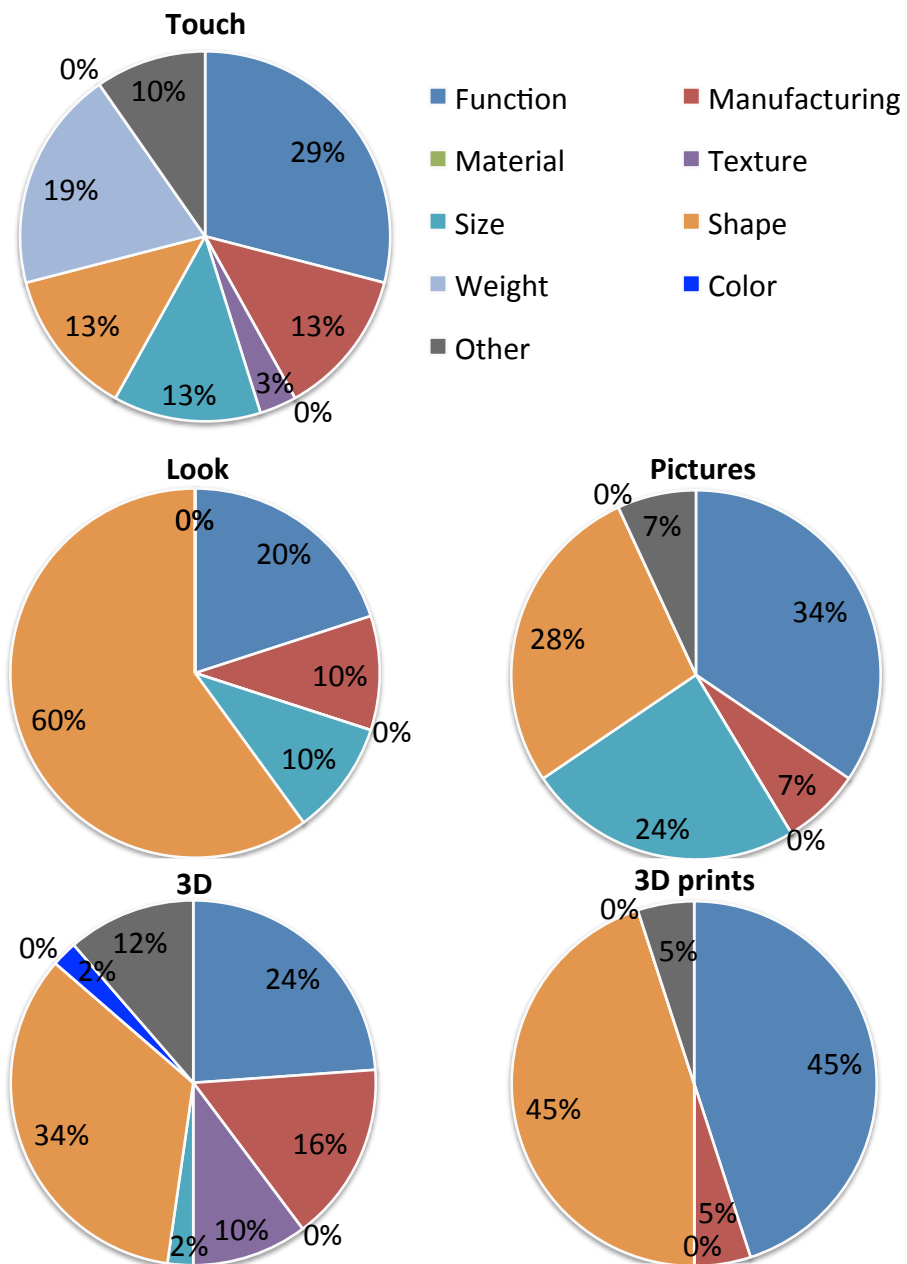 Touch
0%
10%
29%
19%
13%
13%
13%
3%
0%
Function
Manufacturing
Material
Texture
Size
Shape
Weight
Color
Other
Look
0%
20%
10%
0%
10%
60%
Pictures
0%
7%
34%
28%
7%
0%
24%
3D
0%
2%
12%
24%
34%
16%
0%
10%
2%
3D prints
0%
5%
45%
45%
5%
0%